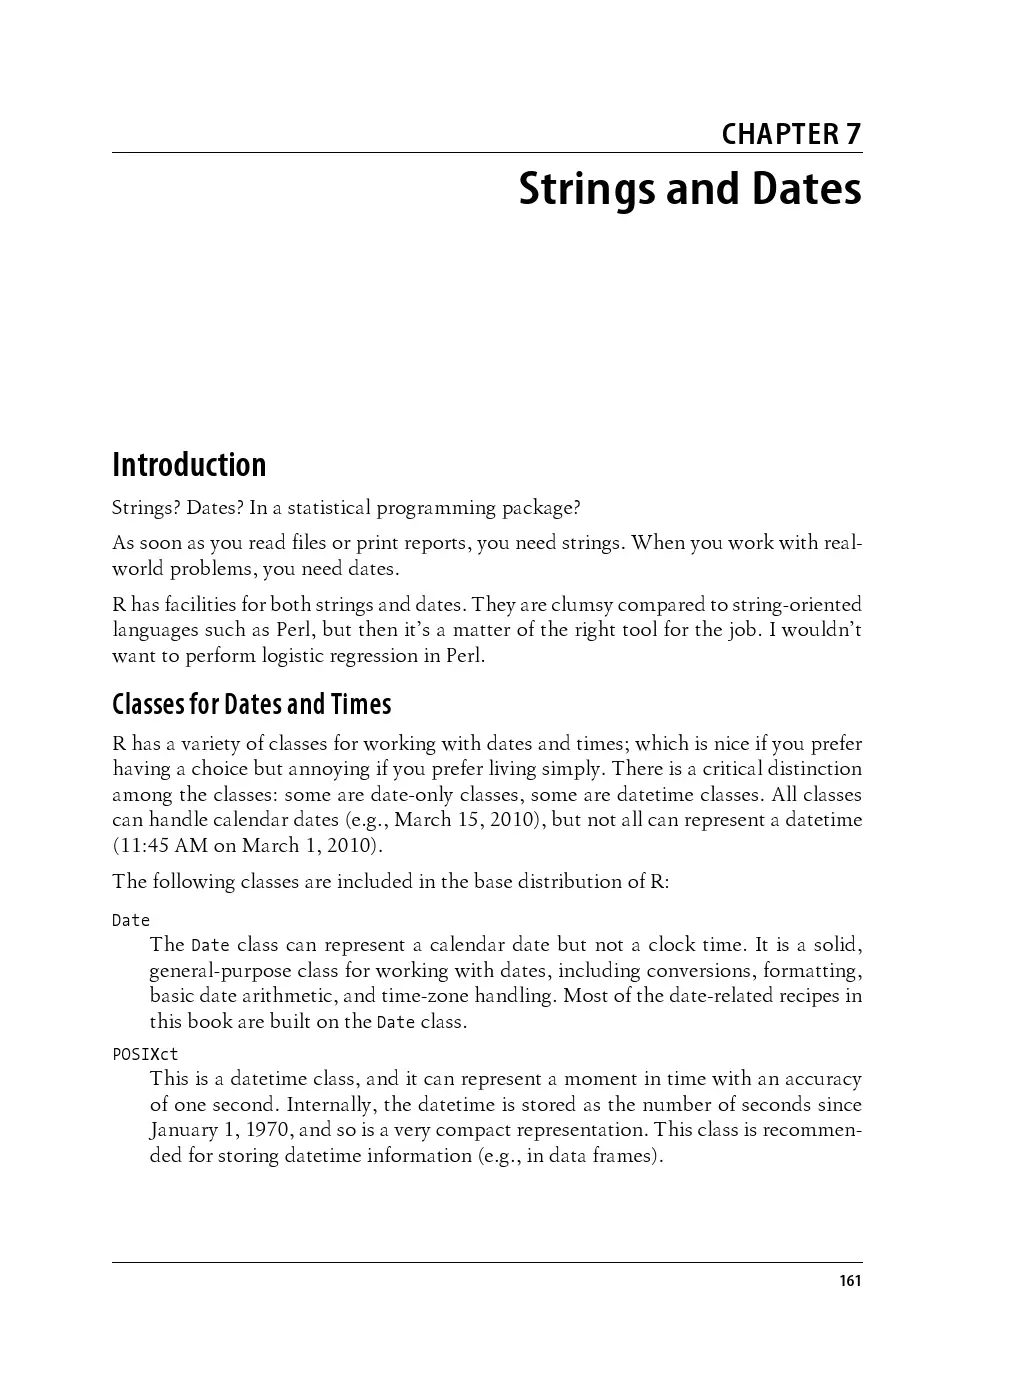 CHAPTER 7
Strings and Dates
Introduction
Strings? Dates? In a statistical programming package?
As soon as you read files or print reports, you need strings. When you work with real-
world problems, you need dates.
R has facilities for both strings and dates. They are clumsy compared to string-oriented
languages such as Perl, but then it’s a matter of the right tool for the job. I wouldn’t
want to perform logistic regression in Perl.
Classes for Dates and Times
R has a variety of classes for working with dates and times; which is nice if you prefer
having a choice but annoying if you prefer living simply. There is a critical distinction
among the classes: some are date-only classes, some are datetime classes. All classes
can handle calendar dates (e.g., March 15, 2010), but not all can represent a datetime
(11:45 AM on March 1, 2010).
The following classes are included in the base distribution of R:
Date
The Date class can represent a calendar date but not a clock time. It is a solid,
general-purpose class for working with dates, including conversions, formatting,
basic date arithmetic, and time-zone handling. Most of the date-related recipes in
this book are built on the Date class.
POSIXct
This is a datetime class, and it can represent a moment in time with an accuracy
of one second. Internally, the datetime is stored as the number of seconds since
January 1, 1970, and so is a very compact representation. This class is recommen-
ded for storing datetime information (e.g., in data frames).
161